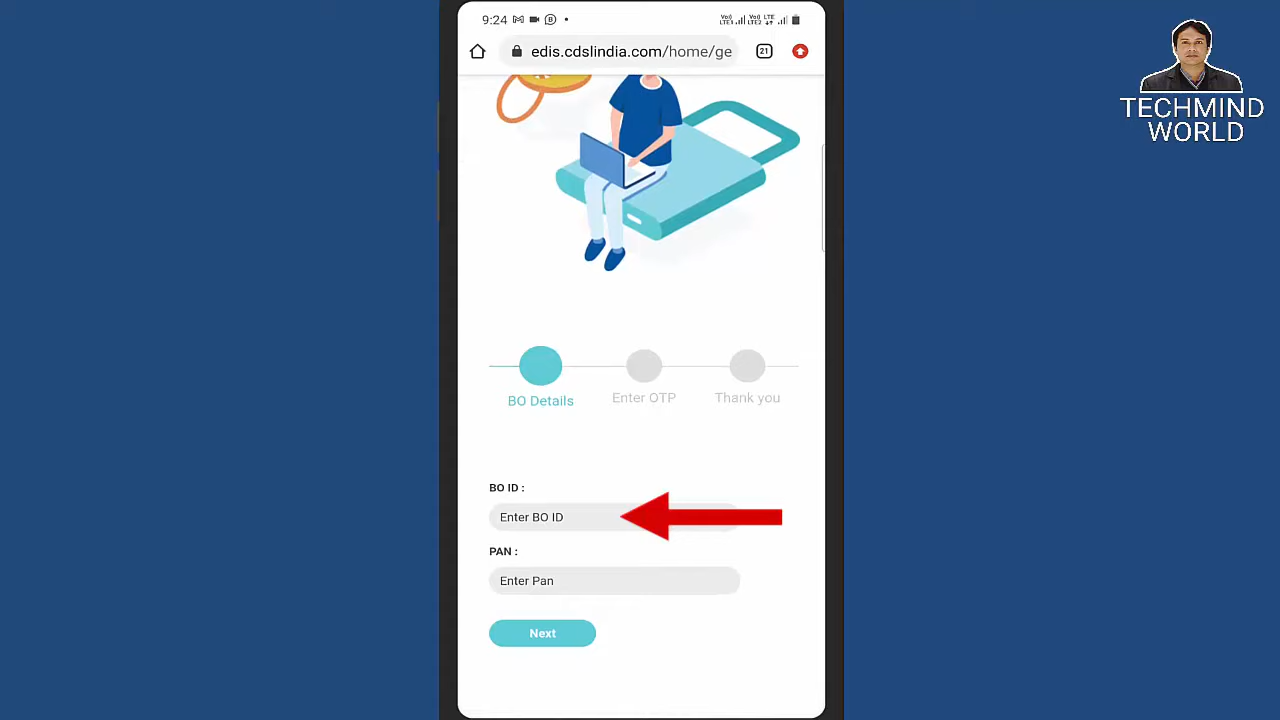 9:24
edis.cdslindia.com/home/ge
21
TECHMIND
WORLD
BO Details
Enter OTP
Thank you
BO ID :
Enter BO ID
PAN :
Enter Pan
Next